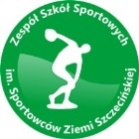 Zespół Szkół Sportowych
im. Sportowców Ziemi Szczecińskiej